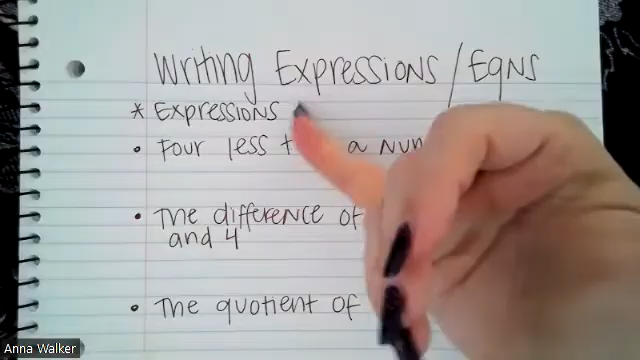 Writing Expressions / Eqns
* Expressions
• Four less a
• The difference of
and 4
• The quotient of
Anna Walker